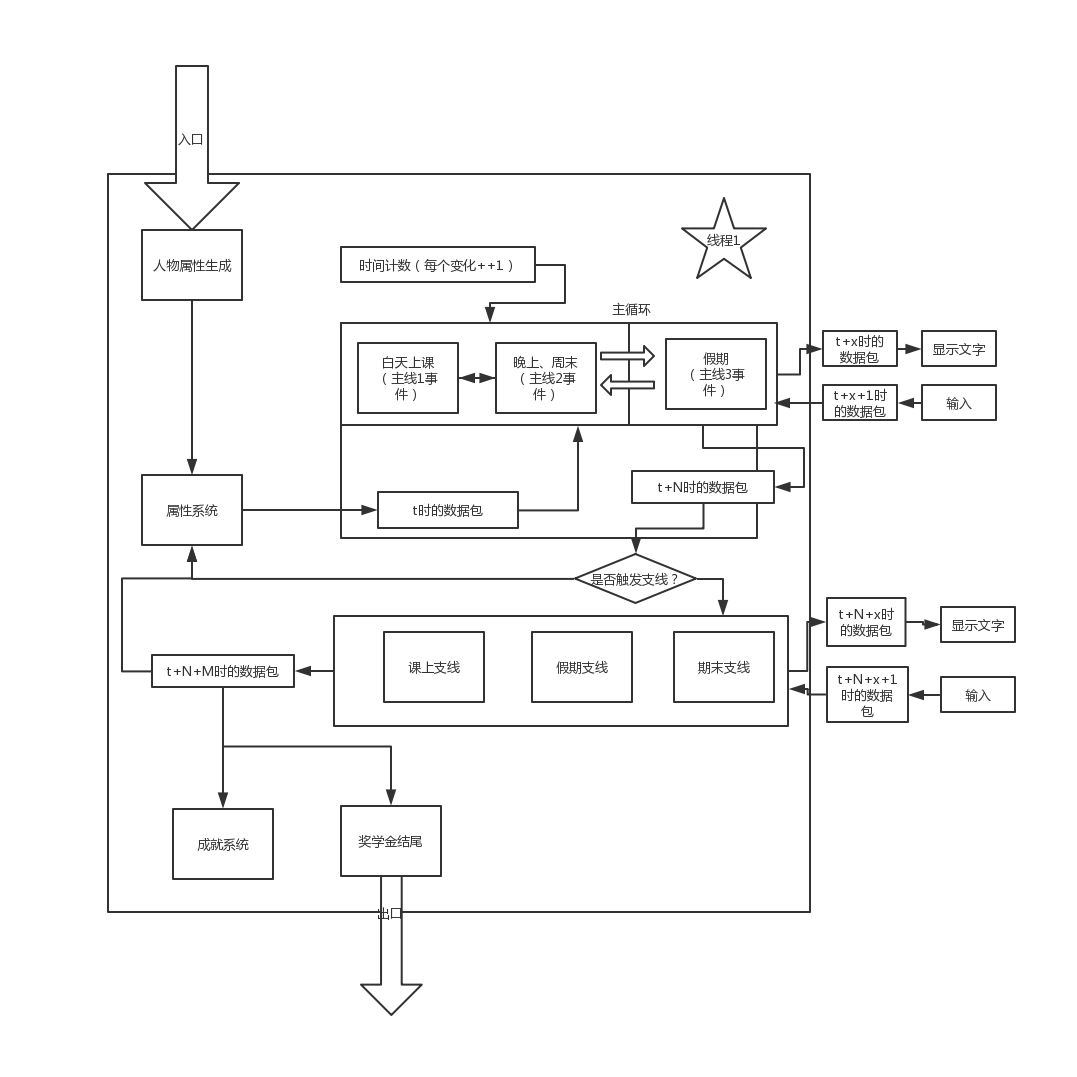 入口
人物属性生成
线程1
时间计数（每个变化++1）
主循环
白天上课
（主线1事
件）
晚上、周末
（主线2事
件）
假期
（主线3事
件）
t+x时的
数据包
显示文字
t+x+1时
的数据包
输入
属性系统
t时的数据包
t+N时的数据包
是否触发支线？
课上支线
假期支线
期末支线
t+N+x时
的数据包
显示文字
t+N+x+1
时的数据
包
输入
t+N+M时的数据包
成就系统
奖学金结尾
出口